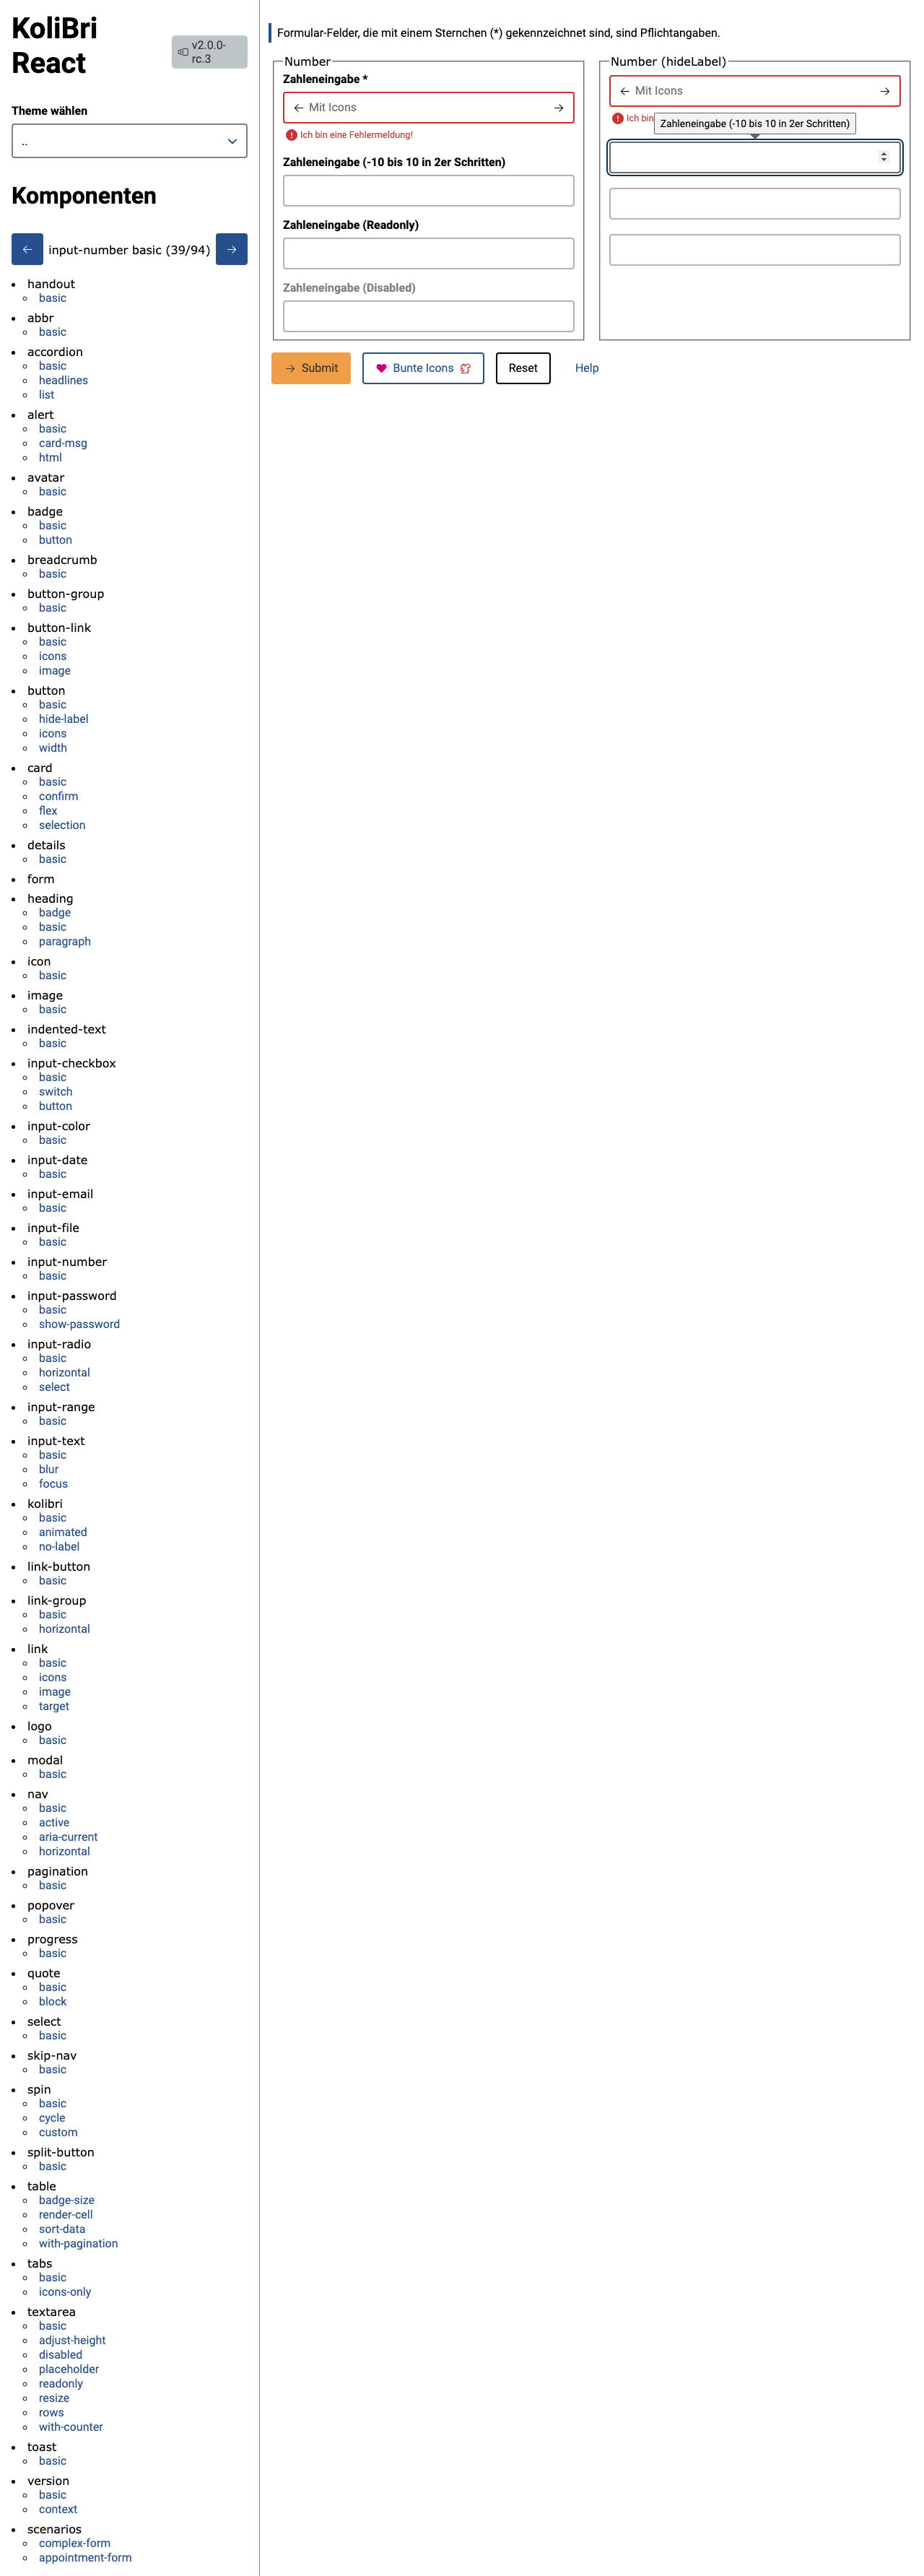 KoliBri
React
v2.0.0-
rc.3
Theme wählen
..
Komponenten
input-number basic (39/94)
handout
basic
abbr
basic
accordion
basic
headlines
list
alert
basic
card-msg
html
avatar
basic
badge
basic
button
breadcrumb
basic
button-group
basic
button-link
basic
icons
image
button
basic
hide-label
icons
width
card
basic
confirm
flex
selection
details
basic
form
heading
badge
basic
paragraph
icon
basic
image
basic
indented-text
basic
input-checkbox
basic
switch
button
input-color
basic
input-date
basic
input-email
basic
input-file
basic
input-number
basic
input-password
basic
show-password
input-radio
basic
horizontal
select
input-range
basic
input-text
basic
blur
focus
kolibri
basic
animated
no-label
link-button
basic
link-group
basic
horizontal
link
basic
icons
image
target
logo
basic
modal
basic
nav
basic
active
aria-current
horizontal
pagination
basic
popover
basic
progress
basic
quote
basic
block
select
basic
skip-nav
basic
spin
basic
cycle
custom
split-button
basic
table
badge-size
render-cell
sort-data
with-pagination
tabs
basic
icons-only
textarea
basic
adjust-height
disabled
placeholder
readonly
resize
rows
with-counter
toast
basic
version
basic
context
scenarios
complex-form
appointment-form
Formular-Felder, die mit einem Sternchen (*) gekennzeichnet sind, sind Pflichtangaben.
Number
Zahleneingabe *
Mit Icons
Ich bin eine Fehlermeldung!
Zahleneingabe (-10 bis 10 in 2er Schritten)
Zahleneingabe (Readonly)
Zahleneingabe (Disabled)
Number (hideLabel)
Mit Icons
Ich bin
Zahleneingabe (-10 bis 10 in 2er Schritten)
Submit
Bunte Icons
Reset
Help